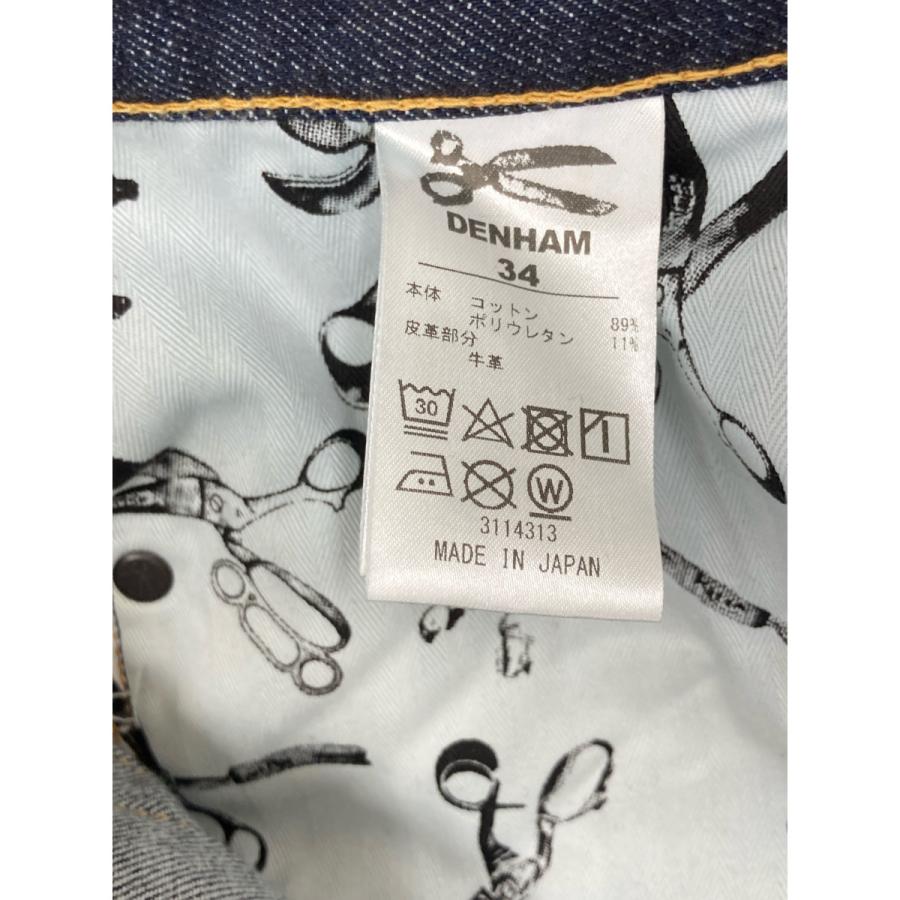 DENHAM
34
本体 コットン 89%
ポリウレタン 11%
皮革部分
牛革
30
W
3114313
MADE IN JAPAN